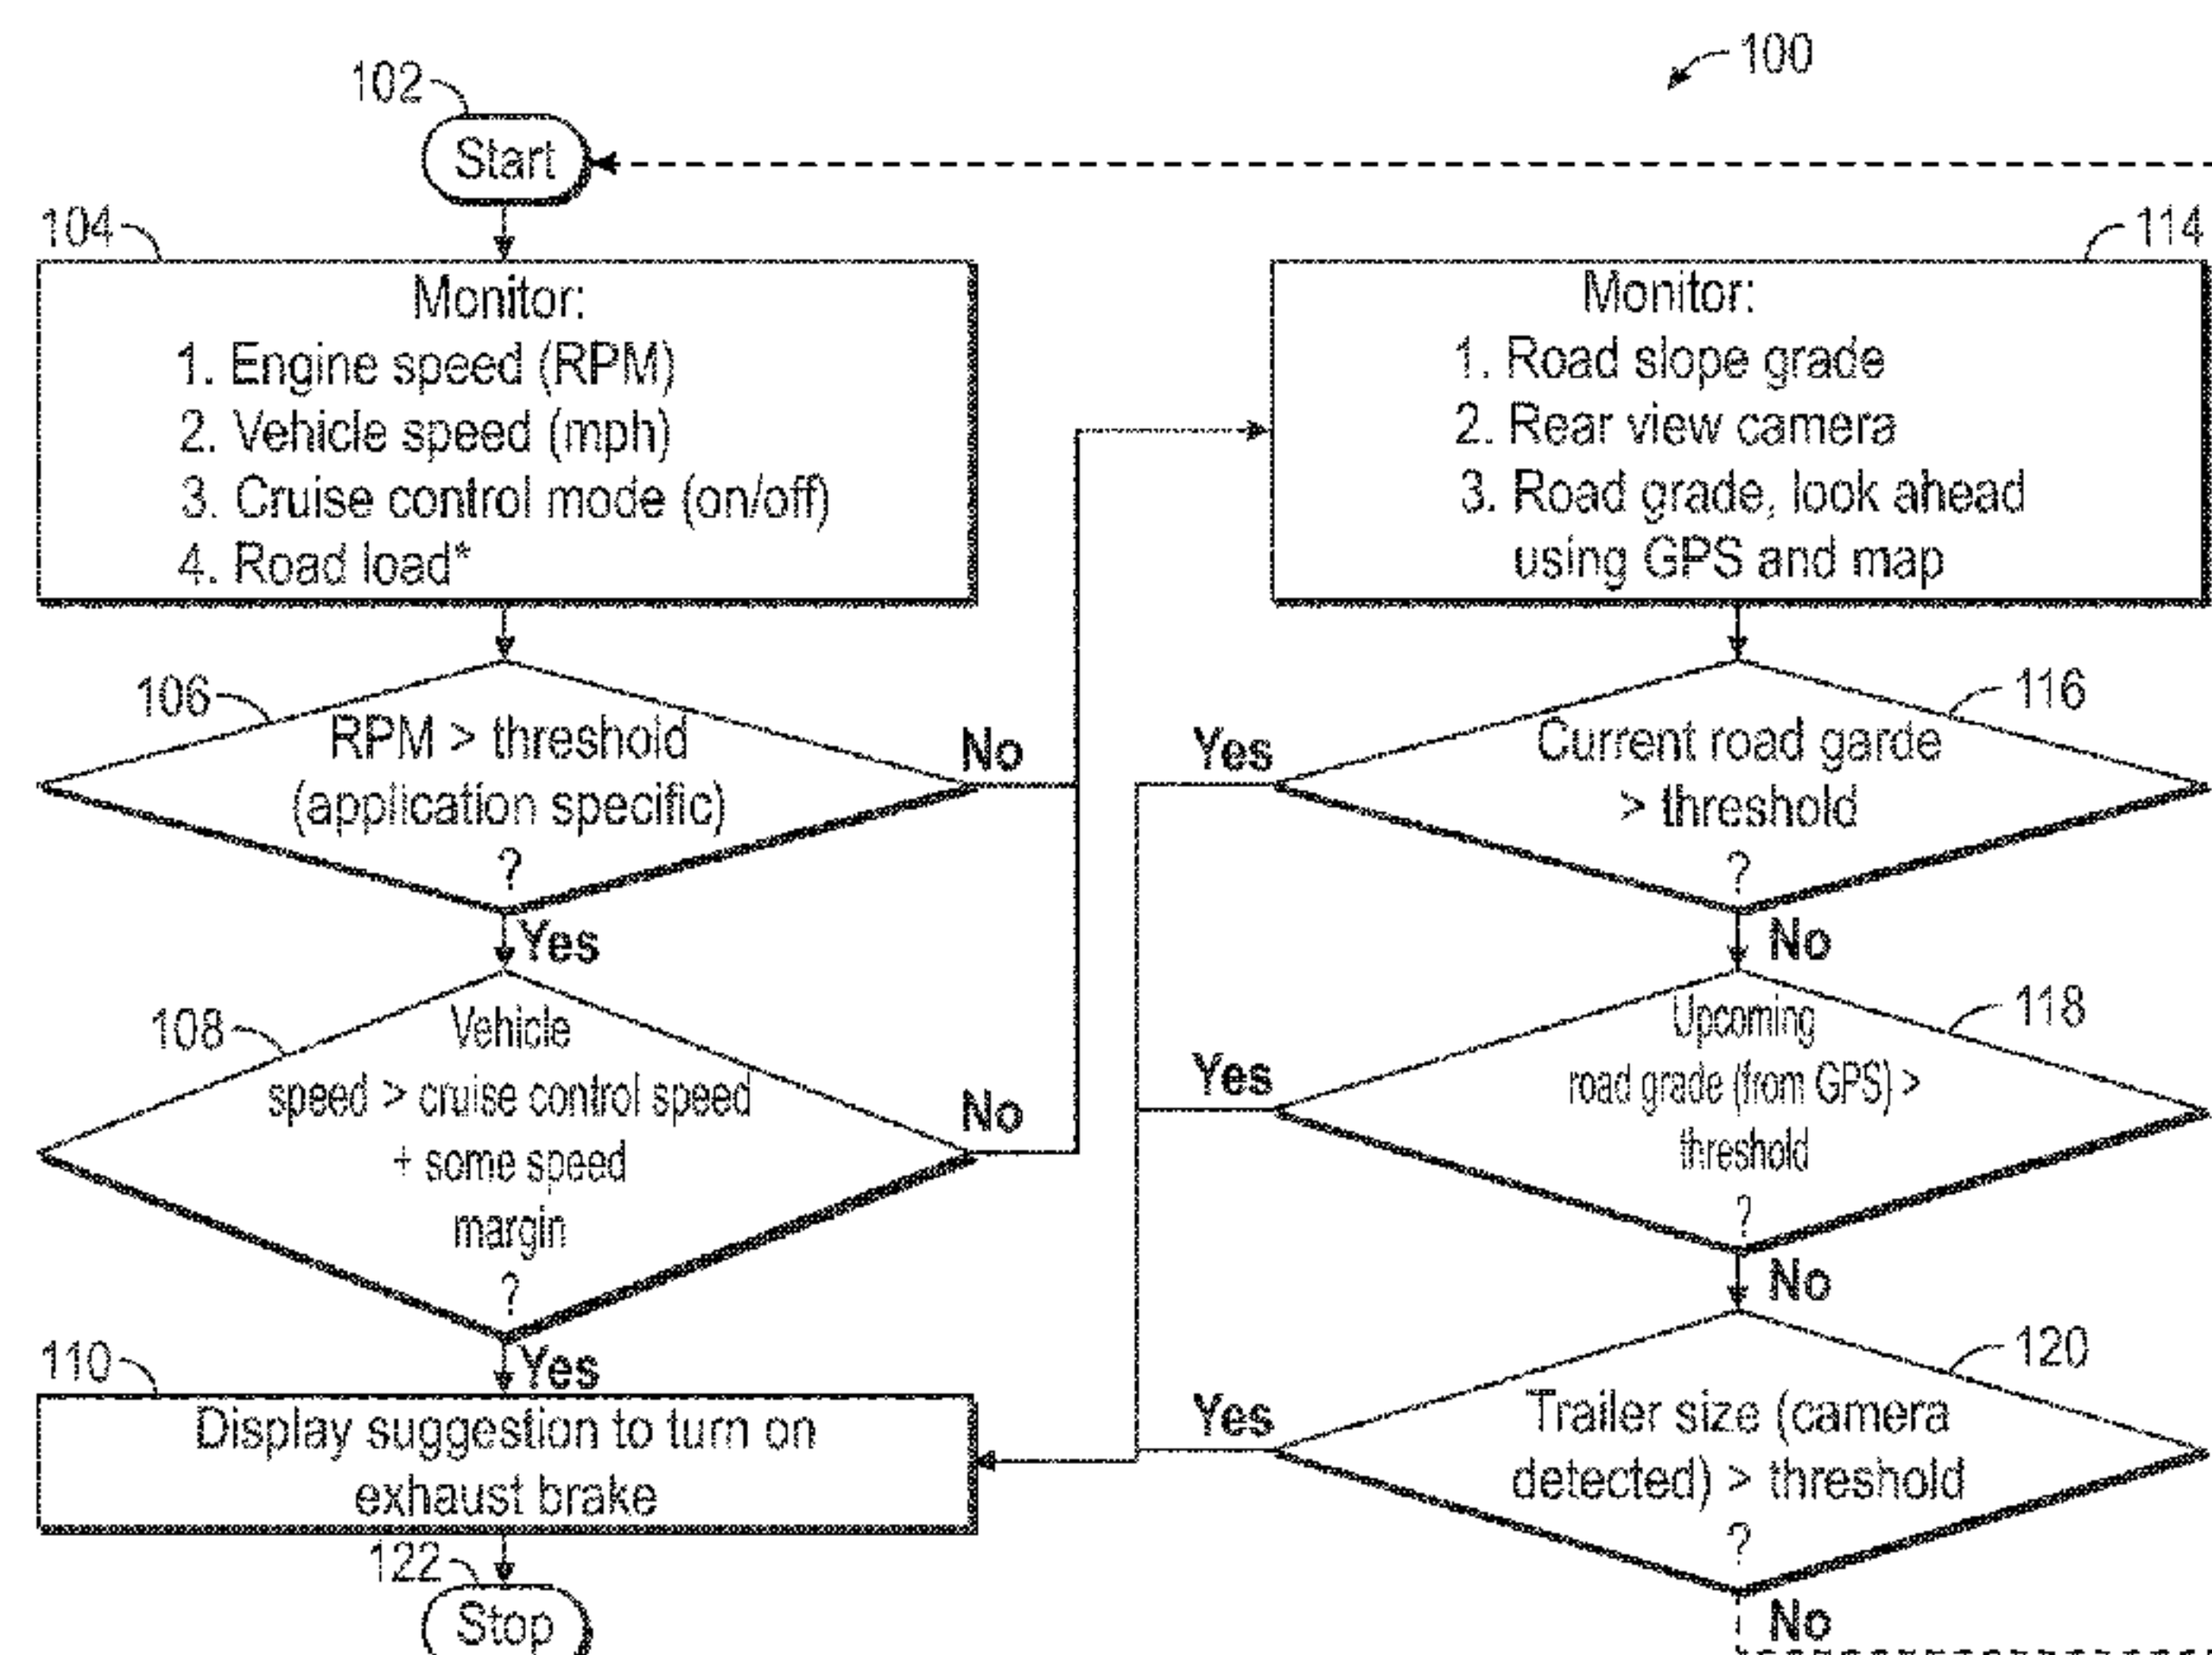 100
102
Start
104
Monitor:
1. Engine speed (RPM)
2. Vehicle speed (mph)
3. Cruise control mode (on/off)
4. Road load*
106
RPM > threshold
(application specific)
?
No
Yes
108
Vehicle
speed > cruise control speed
+ some speed
margin
?
No
Yes
110
Display suggestion to turn on
exhaust brake
122
Stop
114
Monitor:
1. Road slope grade
2. Rear view camera
3. Road grade, look ahead
using GPS and map
116
Current road garde
> threshold
?
Yes
No
118
Upcoming
road grade (from GPS) >
threshold
?
Yes
No
120
Trailer size (camera
detected) > threshold
?
Yes
No